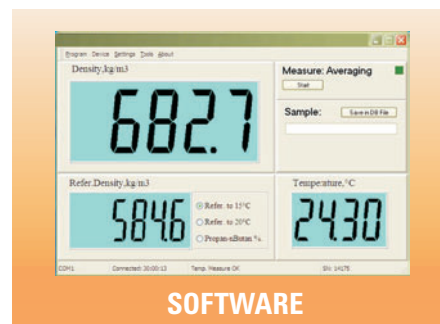 Program Device Settings Tools About
Density,kg/m3
682.7
Measure: Averaging
Start
Sample:
Save in DB File
Refer.Density,kg/m3
584.6
Refer. to 15°C
Refer. to 20°C
Propan-nButan %
Temperature,°C
24.30
COM1 Connected: 30:00:13 Temp. Measure OK SN: 14175
SOFTWARE